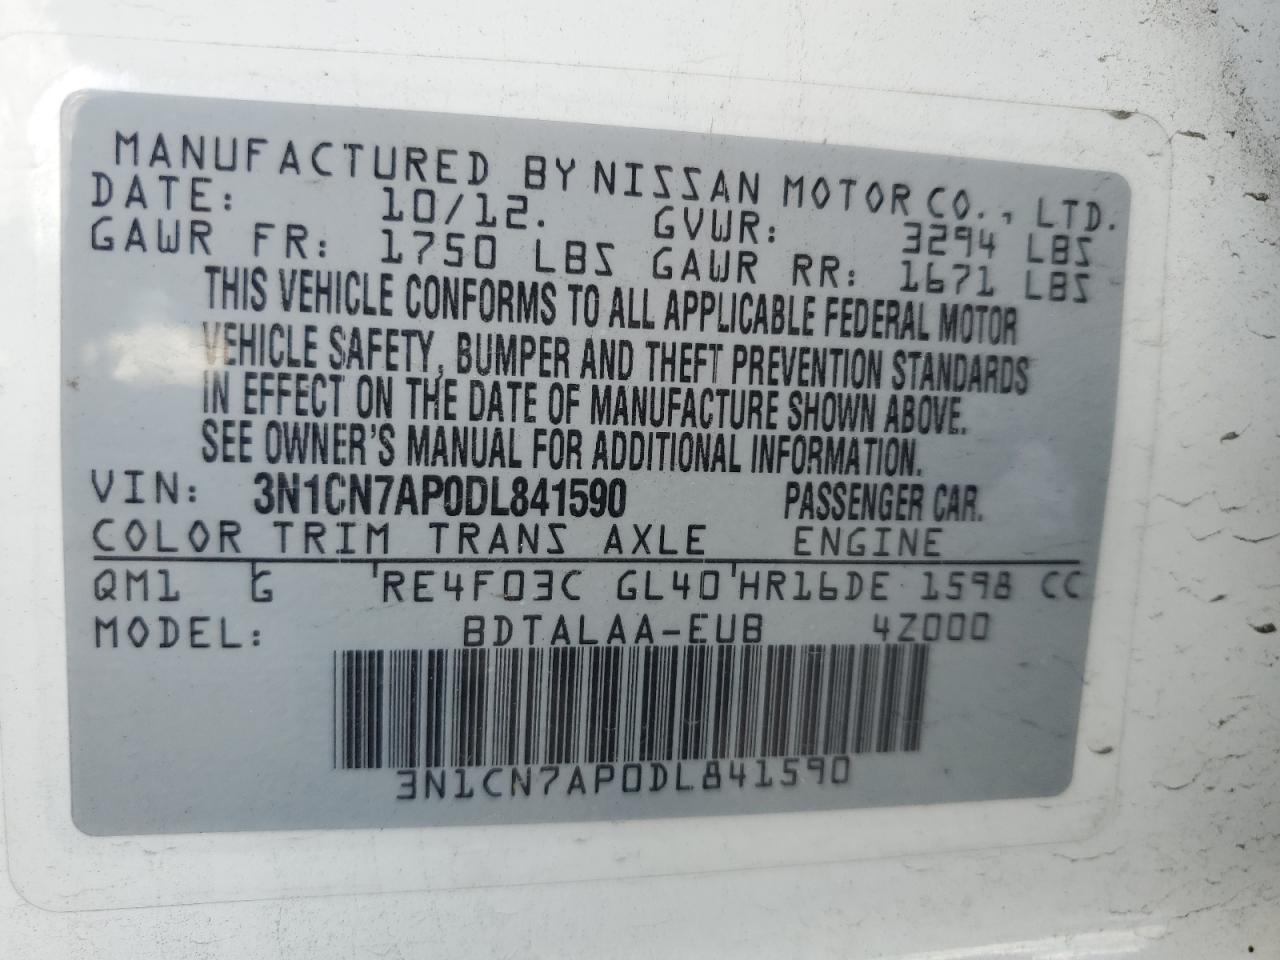 MANUFACTURED BY NISSAN MOTOR CO., LTD.
DATE: 10/12. GVWR: 3294 LBS
GAWR FR: 1750 LBS GAWR RR: 1671 LBS
THIS VEHICLE CONFORMS TO ALL APPLICABLE FEDERAL MOTOR
VEHICLE SAFETY, BUMPER AND THEFT PREVENTION STANDARDS
IN EFFECT ON THE DATE OF MANUFACTURE SHOWN ABOVE.
SEE OWNER'S MANUAL FOR ADDITIONAL INFORMATION.
VIN: 3N1CN7AP0DL841590 PASSENGER CAR.
COLOR TRIM TRANS AXLE ENGINE
QM1 G RE4F03C GL40 HR16DE 1598 CC
MODEL: BDTALAA-EUB 4Z000
3N1CN7AP0DL841590